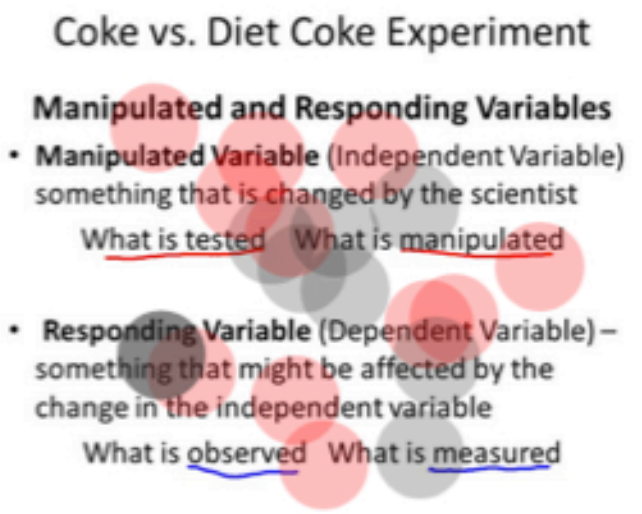 Coke vs. Diet Coke Experiment
Manipulated and Responding Variables
• Manipulated Variable (Independent Variable)
something that is changed by the scientist
What is tested What is manipulated
• Responding Variable (Dependent Variable) –
something that might be affected by the
change in the independent variable
What is observed What is measured